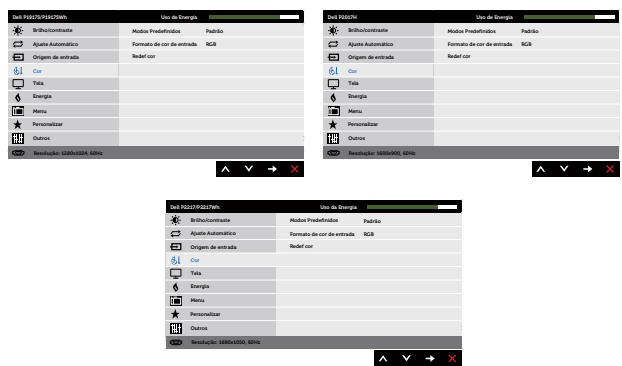 Dell P1917S/P1917SWh Uso de Energia
Brilho/contraste Modos Predefinidos Padrão
Ajuste Automático Formato de cor de entrada RGB
Origem de entrada Redef cor
Cor
Tela
Energia
Menu
Personalizar
Outros
Resolução: 1280x1024, 60Hz
Dell P2017H Uso de Energia
Brilho/contraste Modos Predefinidos Padrão
Ajuste Automático Formato de cor de entrada RGB
Origem de entrada Redef cor
Cor
Tela
Energia
Menu
Personalizar
Outros
Resolução: 1600x900, 60Hz
Dell P2217/P2217Wh Uso da Energia
Brilho/contraste Modos Predefinidos Padrão
Ajuste Automático Formato de cor de entrada RGB
Origem de entrada Redef cor
Cor
Tela
Energia
Menu
Personalizar
Outros
Resolução: 1680x1050, 60Hz